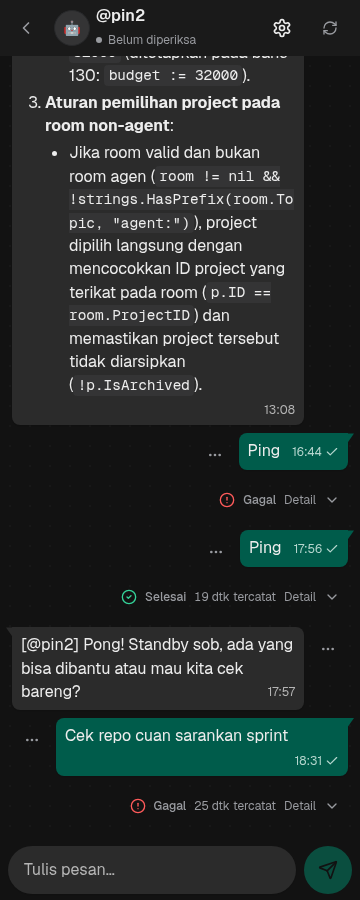 @pin2
Belum diperiksa
130: budget := 32000 ).
3. Aturan pemilihan project pada
room non-agent:
• Jika room valid dan bukan
room agen ( room != nil &&
!strings.HasPrefix(room.To
pic, "agent:") ), project
dipilih langsung dengan
mencocokkan ID project yang
terikat pada room ( p.ID ==
room.ProjectID ) dan
memastikan project tersebut
tidak diarsipkan
( !p.IsArchived ).
13:08
Ping 16:44
Gagal Detail
Ping 17:56
Selesai 19 dtk tercatat Detail
[@pin2] Pong! Standby sob, ada yang
bisa dibantu atau mau kita cek
bareng? 17:57
Cek repo cuan sarankan sprint
18:31
Gagal 25 dtk tercatat Detail
Tulis pesan...